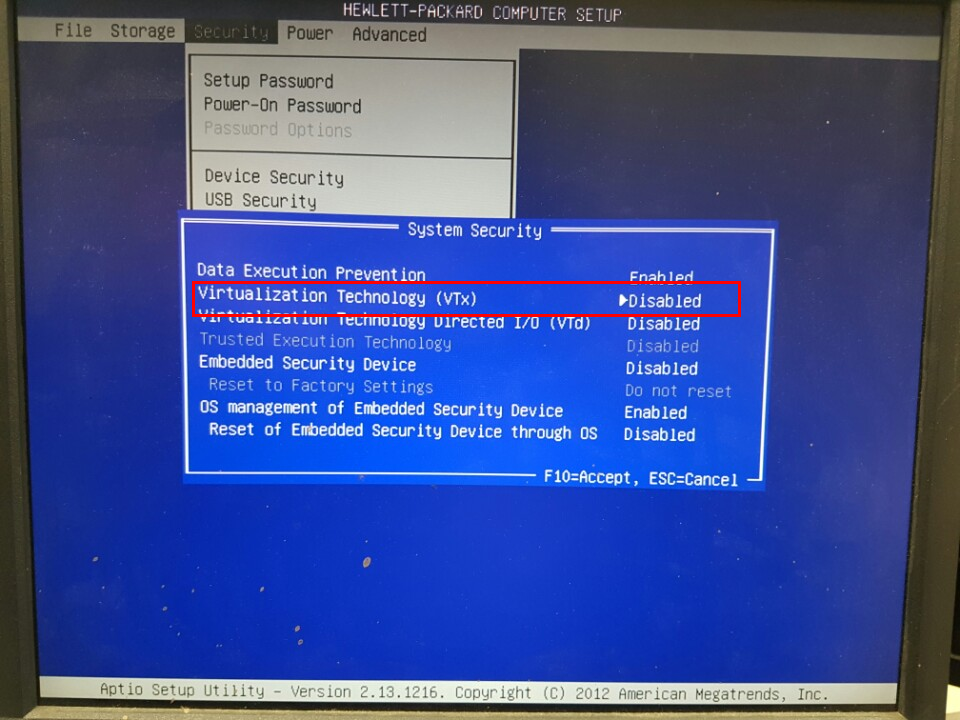 HEWLETT-PACKARD COMPUTER SETUP
File Storage Security Power Advanced
Setup Password
Power-On Password
Password Options
Device Security
USB Security
System Security
Data Execution Prevention Enabled
Virtualization Technology (VTx) Disabled
Virtualization Technology Directed I/O (VTd) Disabled
Trusted Execution Technology Disabled
Embedded Security Device Disabled
Reset to Factory Settings Do not reset
OS management of Embedded Security Device Enabled
Reset of Embedded Security Device through OS Disabled
F10=Accept, ESC=Cancel
Aptio Setup Utility - Version 2.13.1216. Copyright (C) 2012 American Megatrends, Inc.